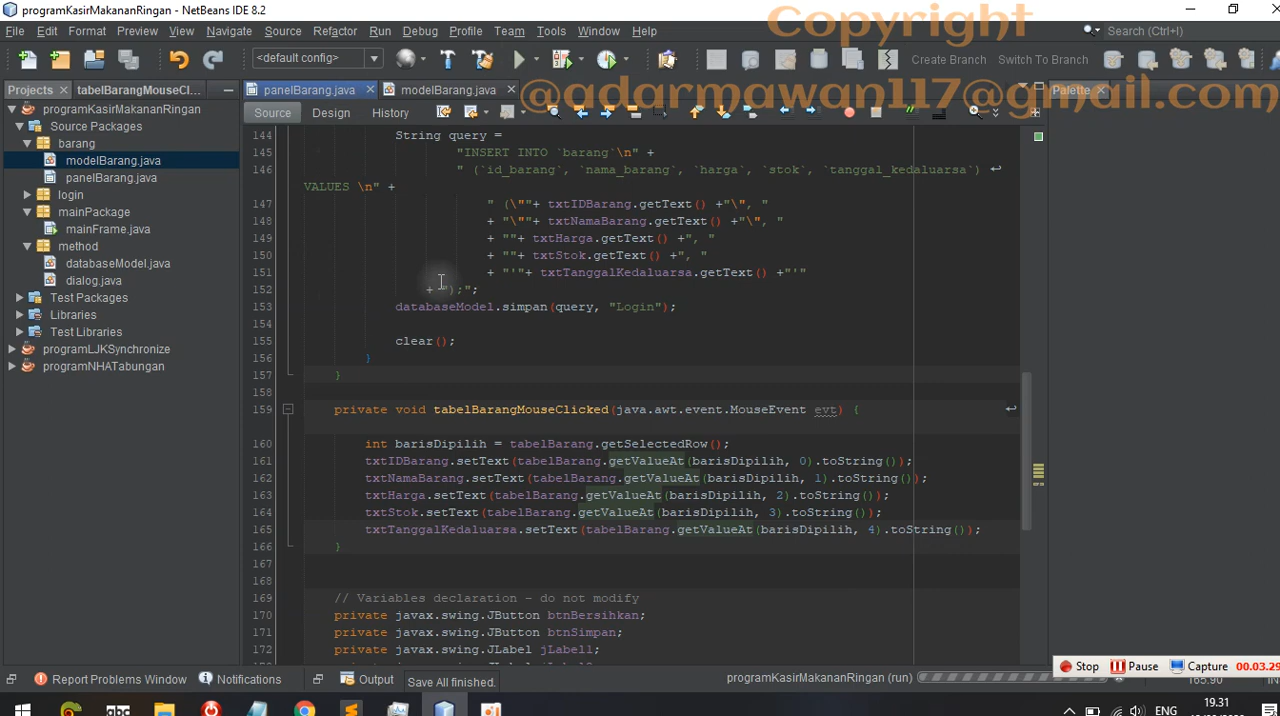 programKasirMakananRingan - NetBeans IDE 8.2
Copyright
File Edit View Navigate Source Refactor Run Debug Profile Team Tools Window Help
Search (Ctrl+I)
<default config>
Create Branch Switch To Branch
@adarmawan117@gmail.com
Projects
tabelBarangMouseCl...
panelBarang.java
modelBarang.java
Palette
Source Design History
programKasirMakananRingan
Source Packages
barang
modelBarang.java
panelBarang.java
login
mainPackage
mainFrame.java
method
databaseModel.java
dialog.java
Test Packages
Libraries
Test Libraries
programLJKSynchronize
programNHATabungan
144 String query =
145 "INSERT INTO `barang`\n" +
146 " (`id_barang`, `nama_barang`, `harga`, `stok`, `tanggal_kedaluarsa`)
VALUES \n" +
147 " (\""+ txtIDBarang.getText() +"\", "
148 + "\""+ txtNamaBarang.getText() +"\", "
149 + ""+ txtHarga.getText() +", "
150 + ""+ txtStok.getText() +", "
151 + "'"+ txtTanggalKedaluarsa.getText() +"'"
152 + ");";
153 databaseModel.simpan(query, "Login");
154
155 clear();
156 }
157 }
158
159 private void tabelBarangMouseClicked(java.awt.event.MouseEvent evt) {
160 int barisDipilih = tabelBarang.getSelectedRow();
161 txtIDBarang.setText(tabelBarang.getValueAt(barisDipilih, 0).toString());
162 txtNamaBarang.setText(tabelBarang.getValueAt(barisDipilih, 1).toString());
163 txtHarga.setText(tabelBarang.getValueAt(barisDipilih, 2).toString());
164 txtStok.setText(tabelBarang.getValueAt(barisDipilih, 3).toString());
165 txtTanggalKedaluarsa.setText(tabelBarang.getValueAt(barisDipilih, 4).toString());
166 }
167
168
169 // Variables declaration - do not modify
170 private javax.swing.JButton btnBersihkan;
171 private javax.swing.JButton btnSimpan;
172 private javax.swing.JLabel jLabel1;
Stop Pause Capture 00.03.29
Report Problems Window Notifications
Output Save All finished.
programKasirMakananRingan (run)
165.90
IN
abc
ENG
19.31